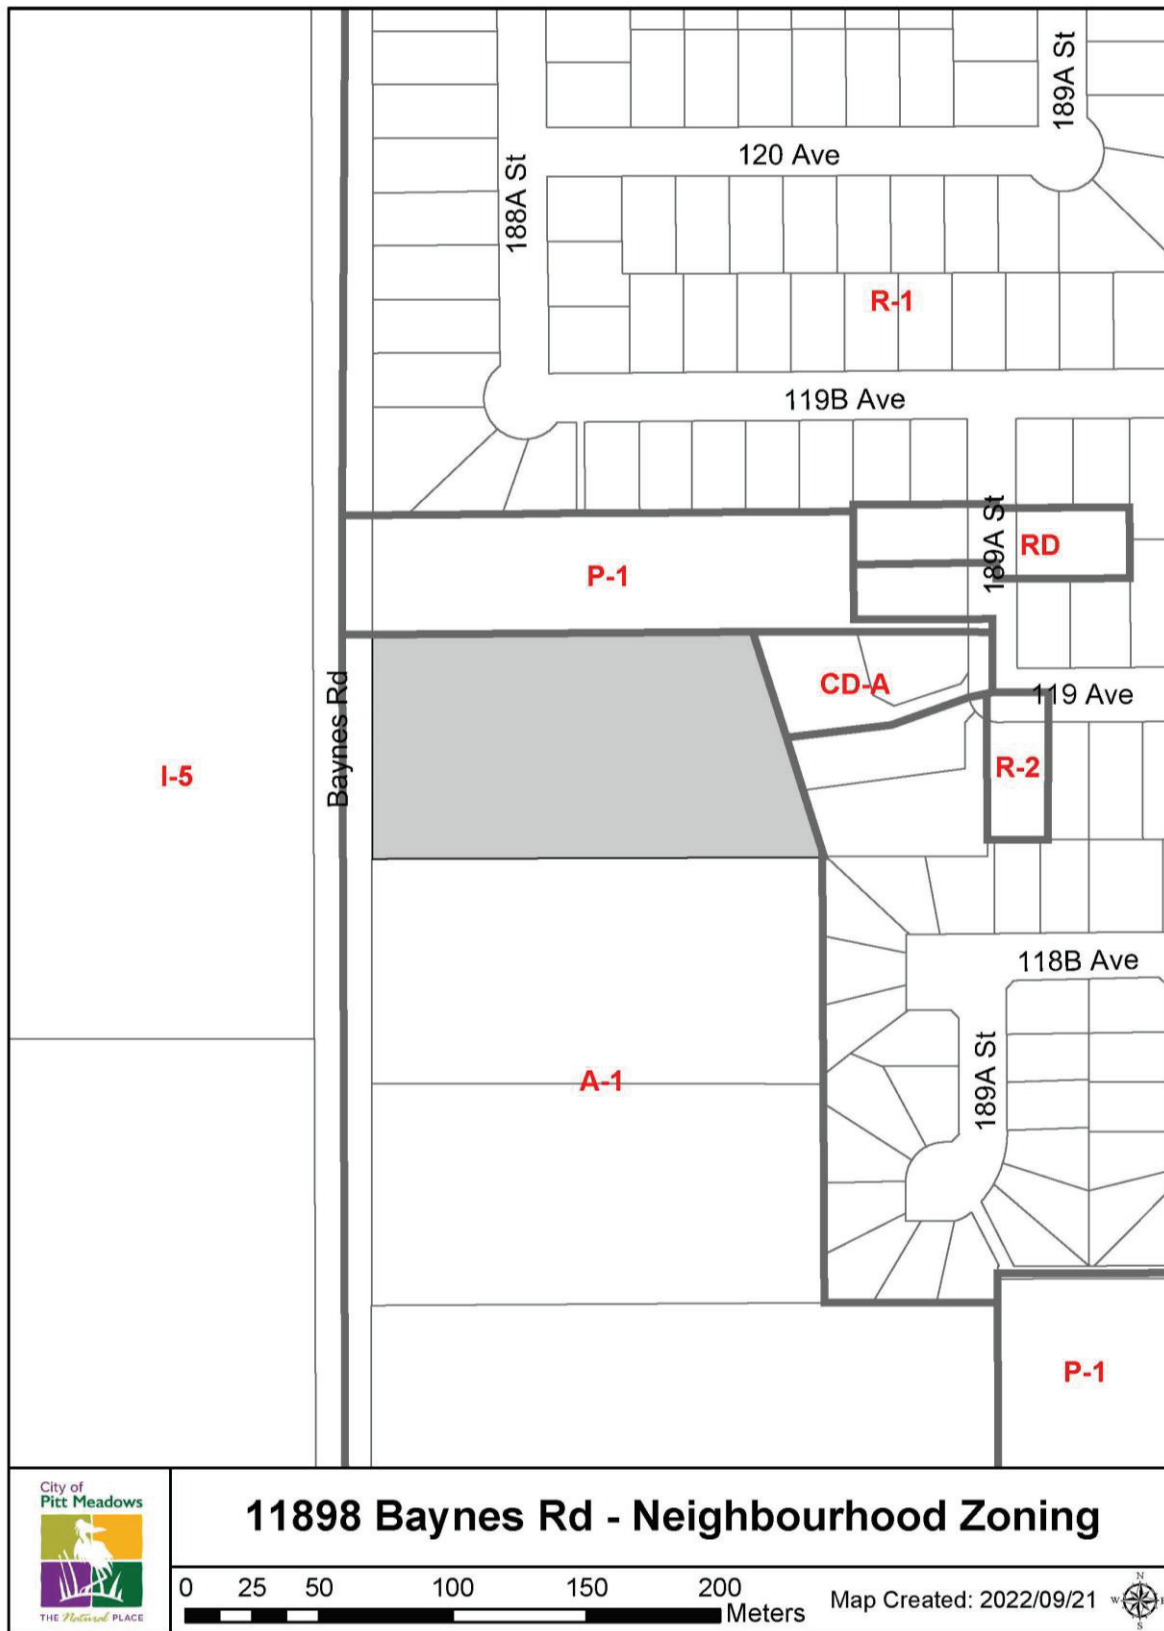 189A St
120 Ave
188A St
R-1
119B Ave
189A St
RD
P-1
CD-A
119 Ave
Baynes Rd
I-5
R-2
118B Ave
189A St
A-1
P-1
City of
Pitt Meadows
THE Natural PLACE
11898 Baynes Rd - Neighbourhood Zoning
0 25 50 100 150 200
Meters
Map Created: 2022/09/21
N
W E
S